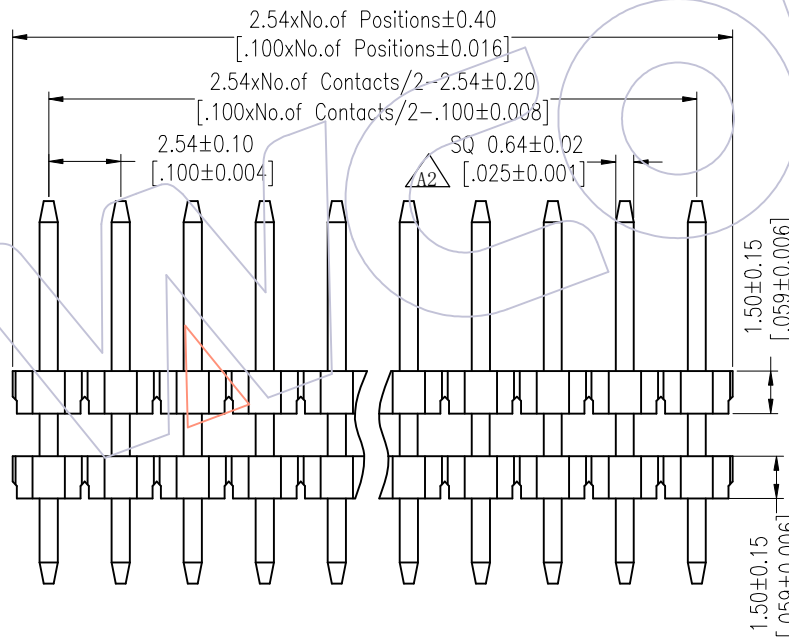 2.54xNo.of Positions±0.40
[.100xNo.of Positions±0.016]
2.54xNo.of Contacts/2-2.54±0.20
[.100xNo.of Contacts/2-.100±0.008]
2.54±0.10
[.100±0.004]
SQ 0.64±0.02
A2 [.025±0.001]
1.50±0.15
[.059±0.006]
1.50±0.15
[.059±0.006]
WCO